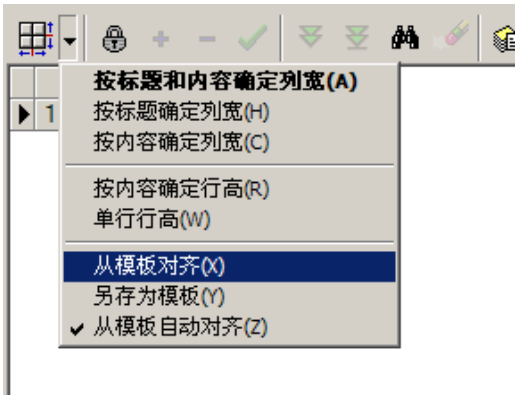 按标题和内容确定列宽(A)
1
按标题确定列宽(H)
按内容确定列宽(C)
按内容确定行高(R)
单行行高(W)
从模板对齐(X)
另存为模板(Y)
从模板自动对齐(Z)